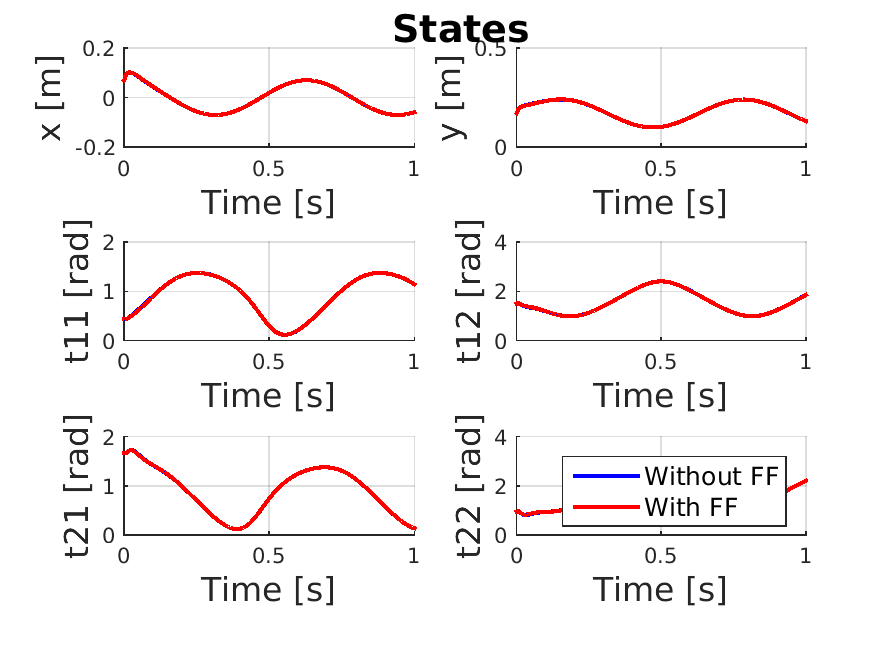 States
x [m]
0.2
0
-0.2
0 0.5 1
Time [s]
y [m]
0.5
0
0 0.5 1
Time [s]
t11 [rad]
2
1
0
0 0.5 1
Time [s]
t12 [rad]
4
2
0
0 0.5 1
Time [s]
t21 [rad]
2
1
0
0 0.5 1
Time [s]
t22 [rad]
4
2
0
0 0.5 1
Time [s]
Without FF
With FF